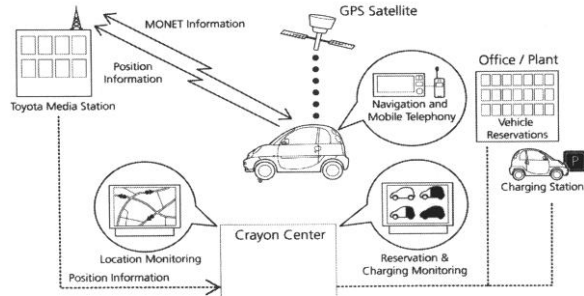 GPS Satellite
MONET Information
Position
Information
Toyota Media Station
Office / Plant
Vehicle
Reservations
Navigation and
Mobile Telephony
P
Charging Station
Location Monitoring
Crayon Center
Reservation &
Charging Monitoring
Position Information